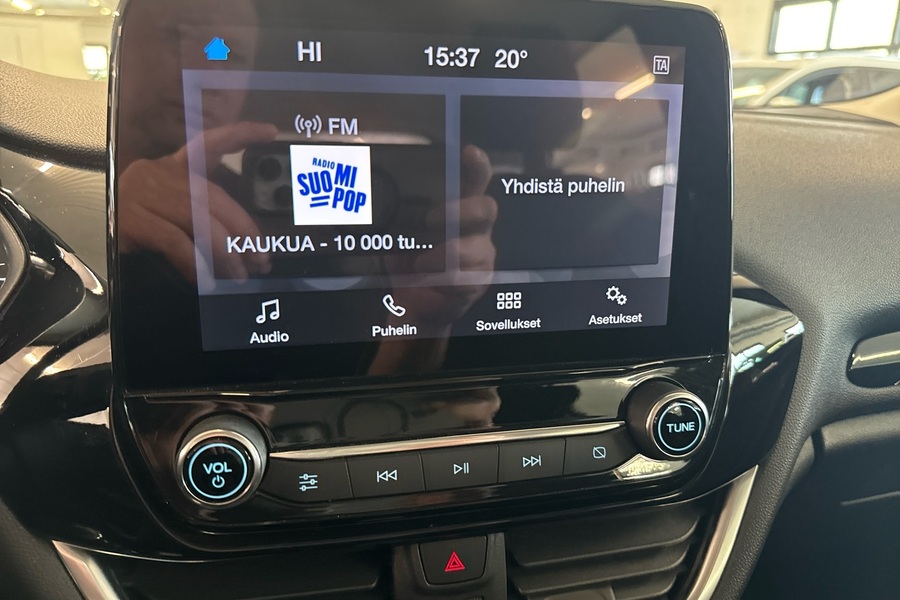 HI
15:37 20°
TA
FM
RADIO
SUOMI
POP
KAUKUA - 10 000 tu...
Yhdistä puhelin
Audio
Puhelin
Sovellukset
Asetukset
VOL
TUNE